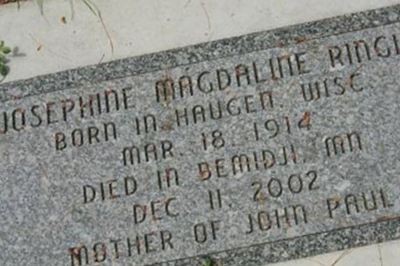 JOSEPHINE MAGDALINE RINGL
BORN IN HAUGEN, WISC
MAR. 18, 1914
DIED IN BEMIDJI, MN
DEC 11, 2002
MOTHER OF JOHN PAUL